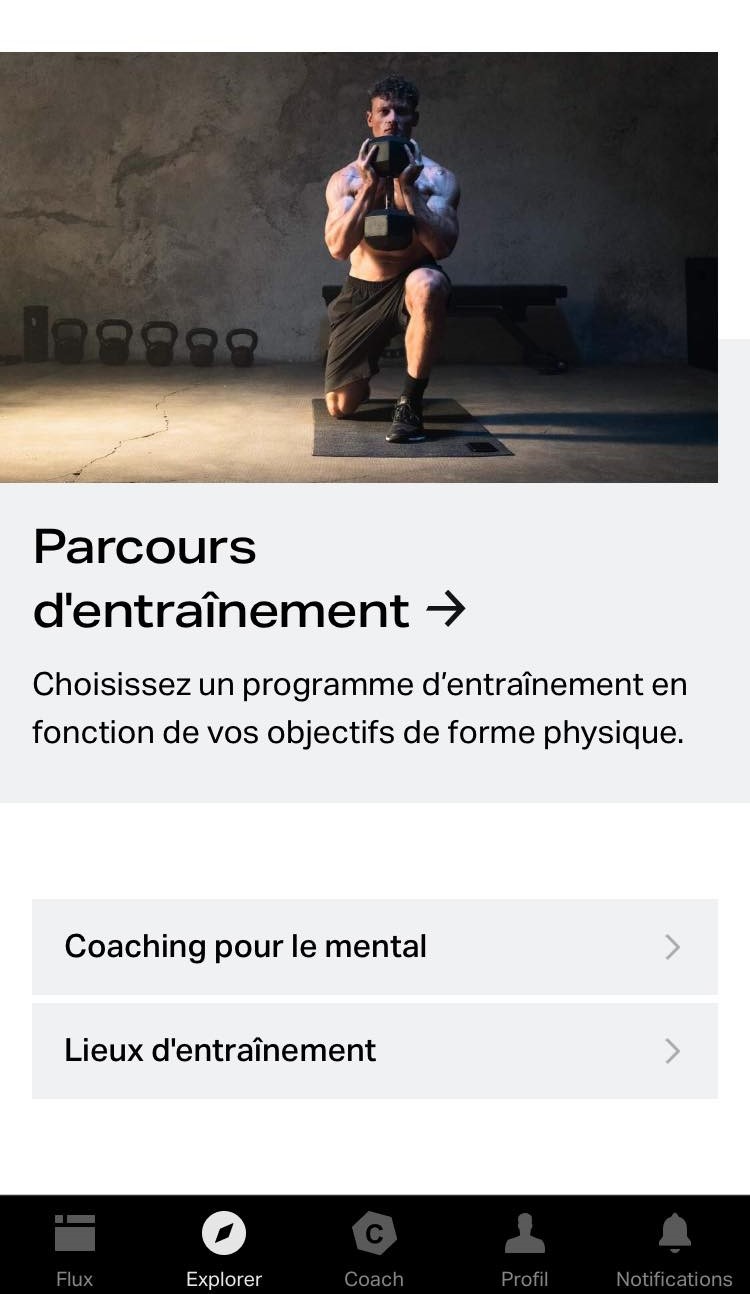 Parcours
d'entraînement →
Choisissez un programme d’entraînement en
fonction de vos objectifs de forme physique.
Coaching pour le mental
Lieux d'entraînement
C
Flux Explorer Coach Profil Notifications